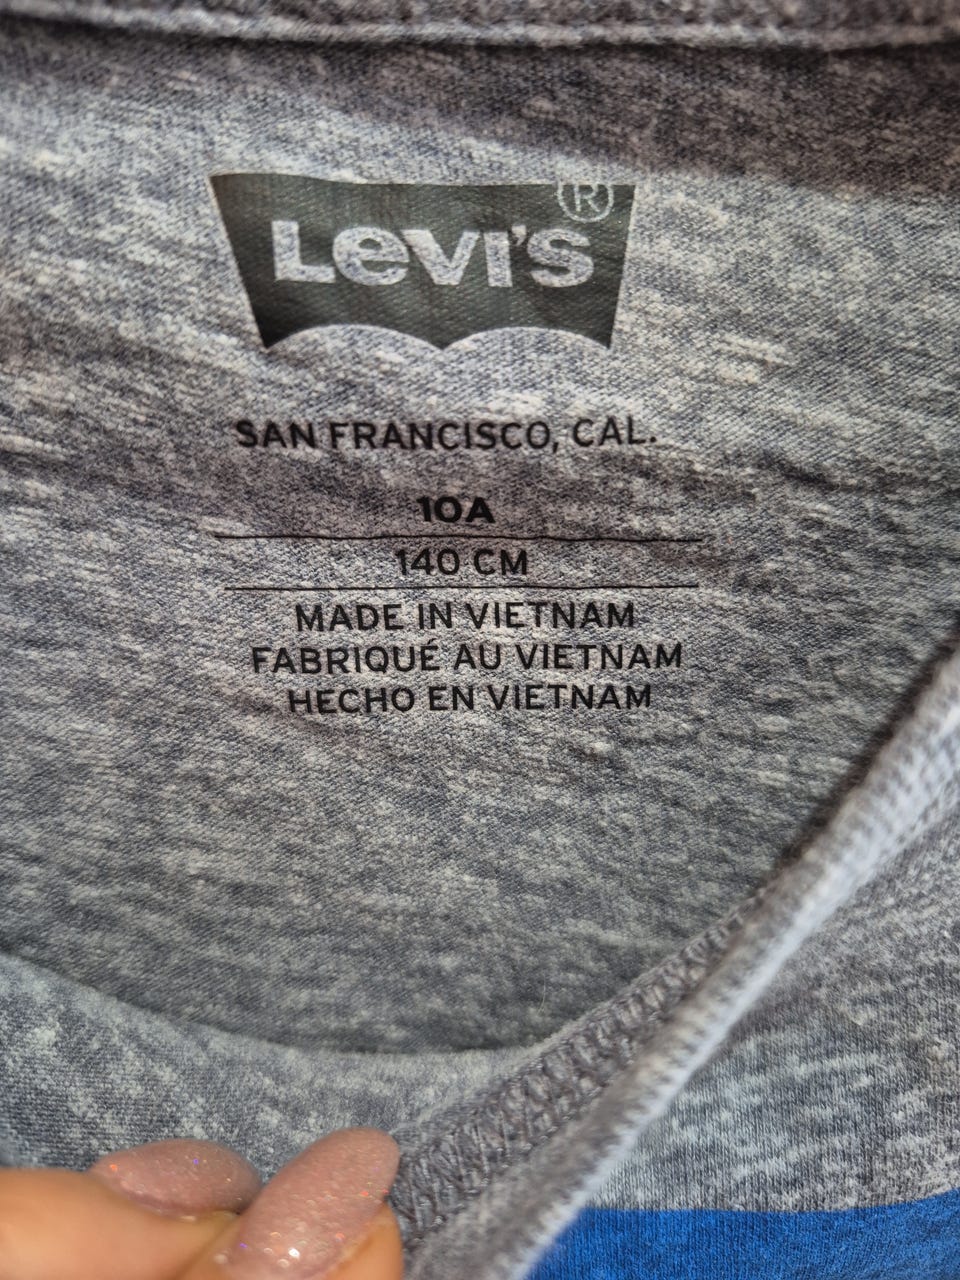 Levi's®
SAN FRANCISCO, CAL.
10A
140 CM
MADE IN VIETNAM
FABRIQUÉ AU VIETNAM
HECHO EN VIETNAM